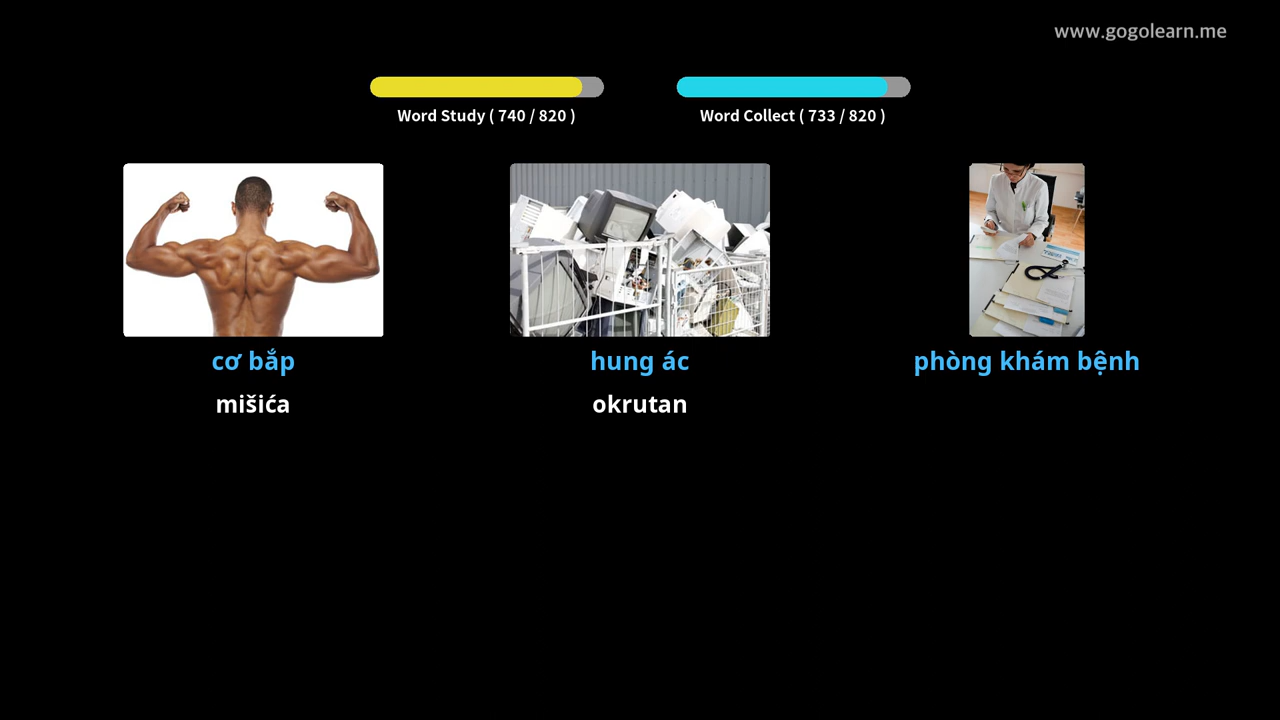 www.gogolearn.me
Word Study ( 740 / 820 )
Word Collect ( 733 / 820 )
cơ bắp
mišića
hung ác
okrutan
phòng khám bệnh